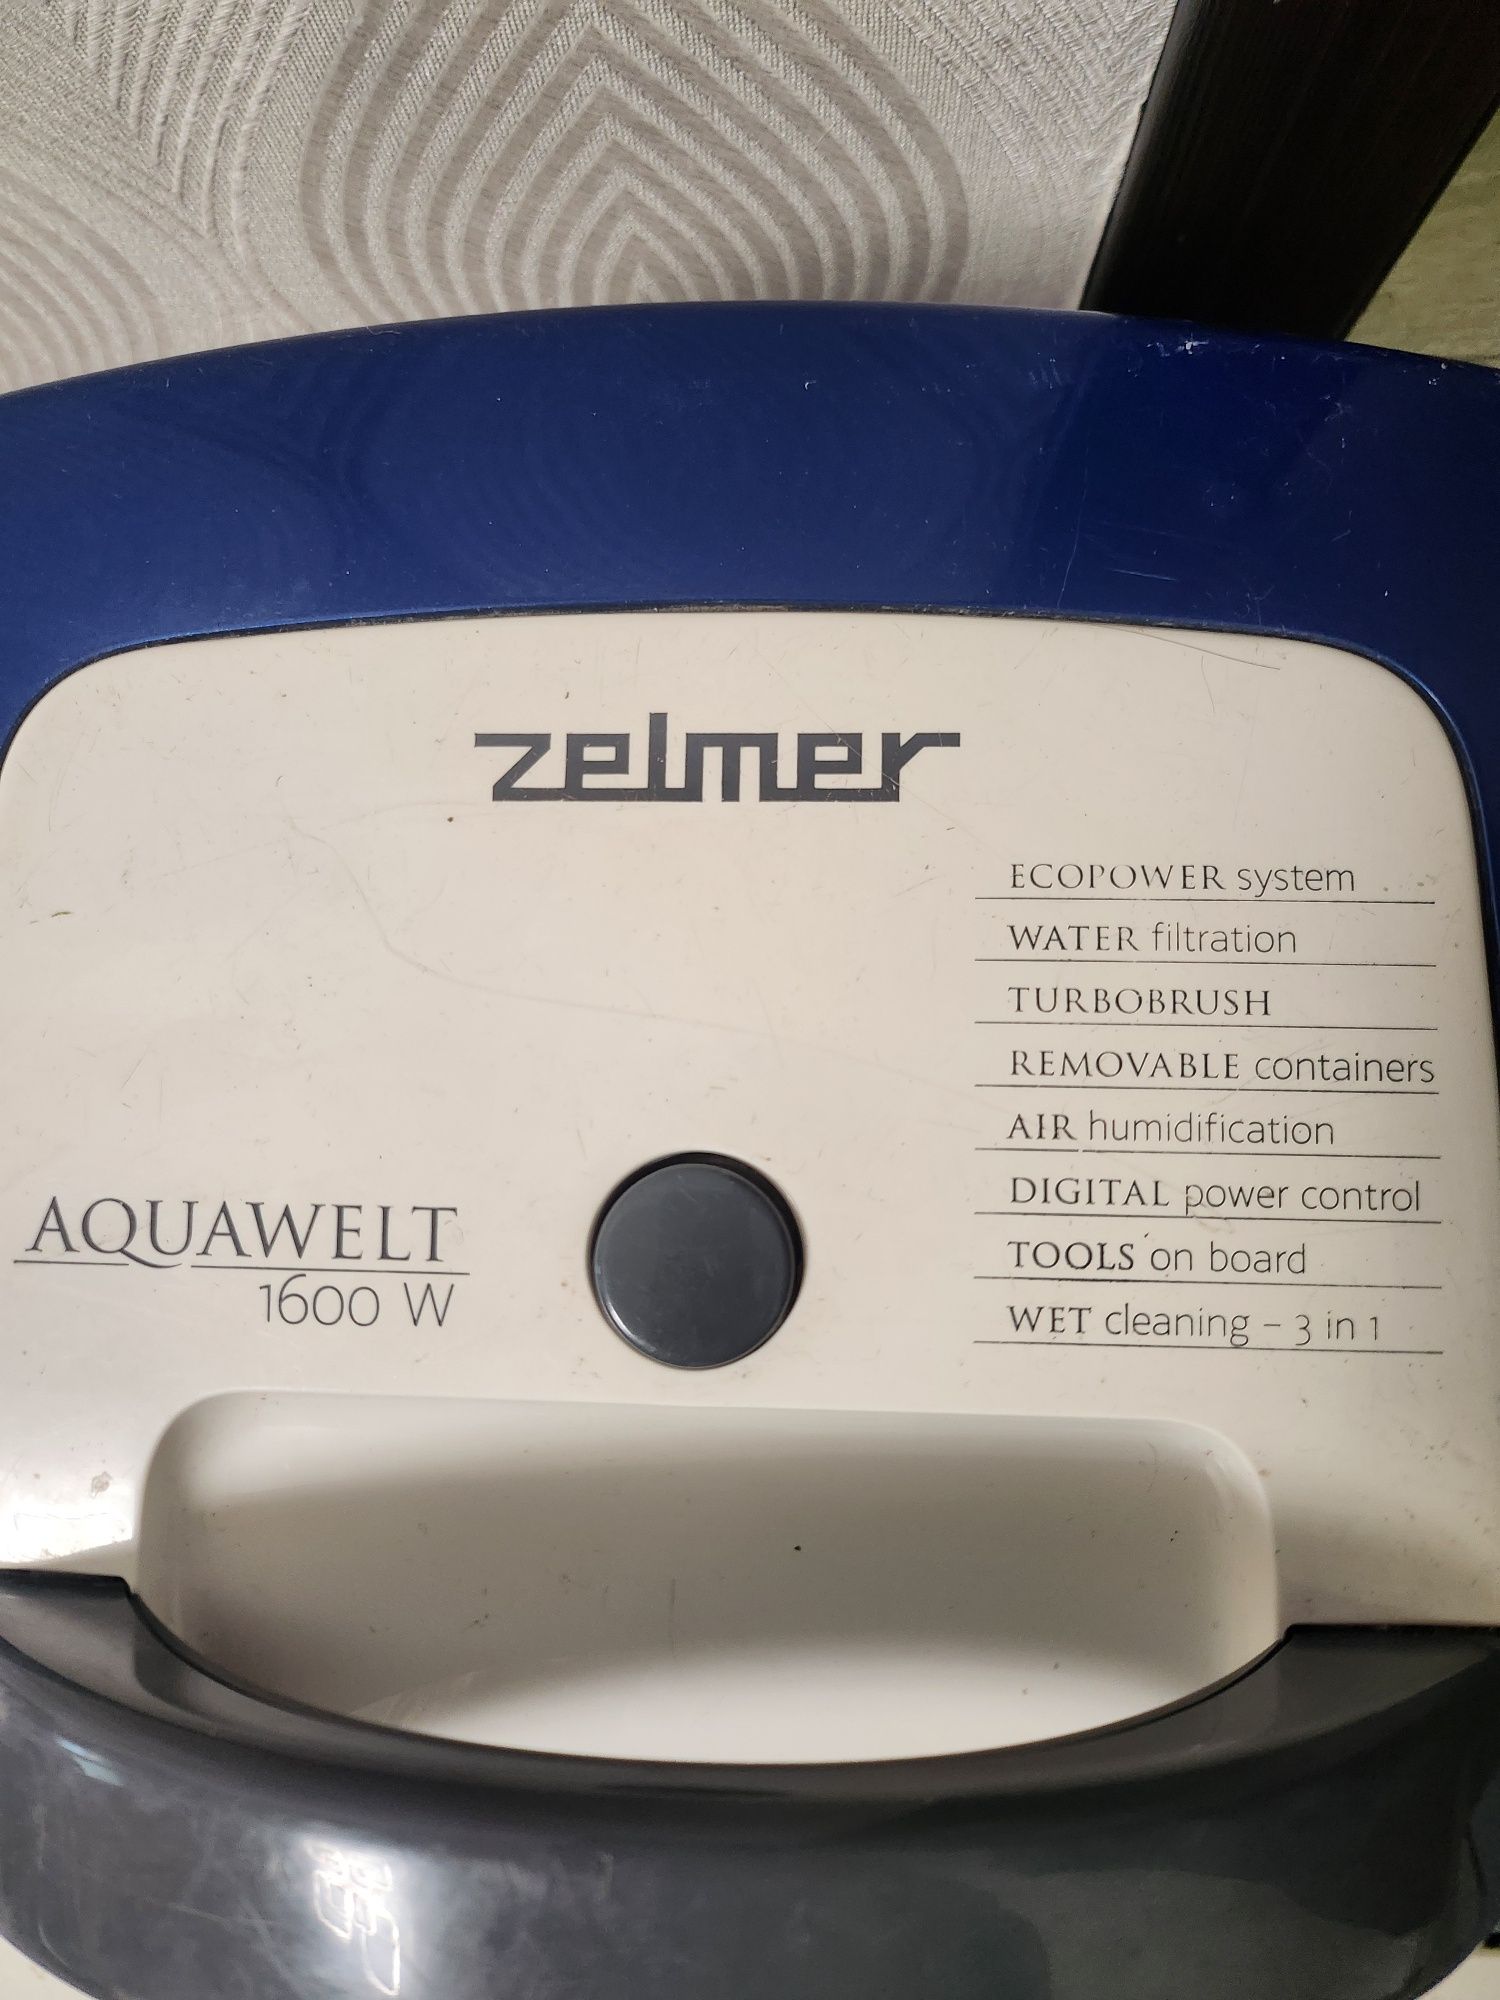 zelmer
ECOPOWER system
WATER filtration
TURBOBRUSH
REMOVABLE containers
AIR humidification
DIGITAL power control
TOOLS on board
WET cleaning – 3 in 1
AQUAWELT
1600 W